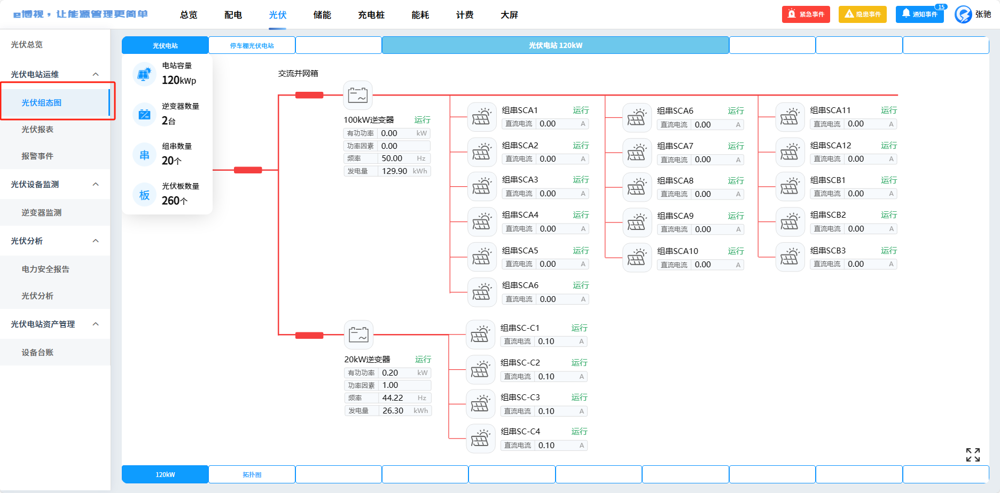 e博视，让能源管理更简单
总览 配电 光伏 储能 充电桩 能耗 计费 大屏
紧急事件 隐患事件 通知事件 15 张驰
光伏总览
光伏电站运维
光伏组态图
光伏报表
报警事件
光伏设备监测
逆变器监测
光伏分析
电力安全报告
光伏分析
光伏电站资产管理
设备台账
光伏电站 停车棚光伏电站 光伏电站 120kW
电站容量
120kWp
逆变器数量
2台
串
组串数量
20个
板
光伏板数量
260个
交流并网箱
100kW逆变器 运行
有功功率 0.00 kW
功率因素 0.00
频率 50.00 Hz
发电量 129.90 kWh
组串SCA1 运行
直流电流 0.00 A
组串SCA2 运行
直流电流 0.00 A
组串SCA3 运行
直流电流 0.00 A
组串SCA4 运行
直流电流 0.00 A
组串SCA5 运行
直流电流 0.00 A
组串SCA6 运行
直流电流 0.00 A
组串SCA6 运行
直流电流 0.00 A
组串SCA7 运行
直流电流 0.00 A
组串SCA8 运行
直流电流 0.00 A
组串SCA9 运行
直流电流 0.00 A
组串SCA10 运行
直流电流 0.00 A
组串SCA11 运行
直流电流 0.00 A
组串SCA12 运行
直流电流 0.00 A
组串SCB1 运行
直流电流 0.00 A
组串SCB2 运行
直流电流 0.00 A
组串SCB3 运行
直流电流 0.00 A
20kW逆变器 运行
有功功率 0.20 kW
功率因素 1.00
频率 44.22 Hz
发电量 26.30 kWh
组串SC-C1 运行
直流电流 0.10 A
组串SC-C2 运行
直流电流 0.10 A
组串SC-C3 运行
直流电流 0.10 A
组串SC-C4 运行
直流电流 0.10 A
120kW 拓扑图